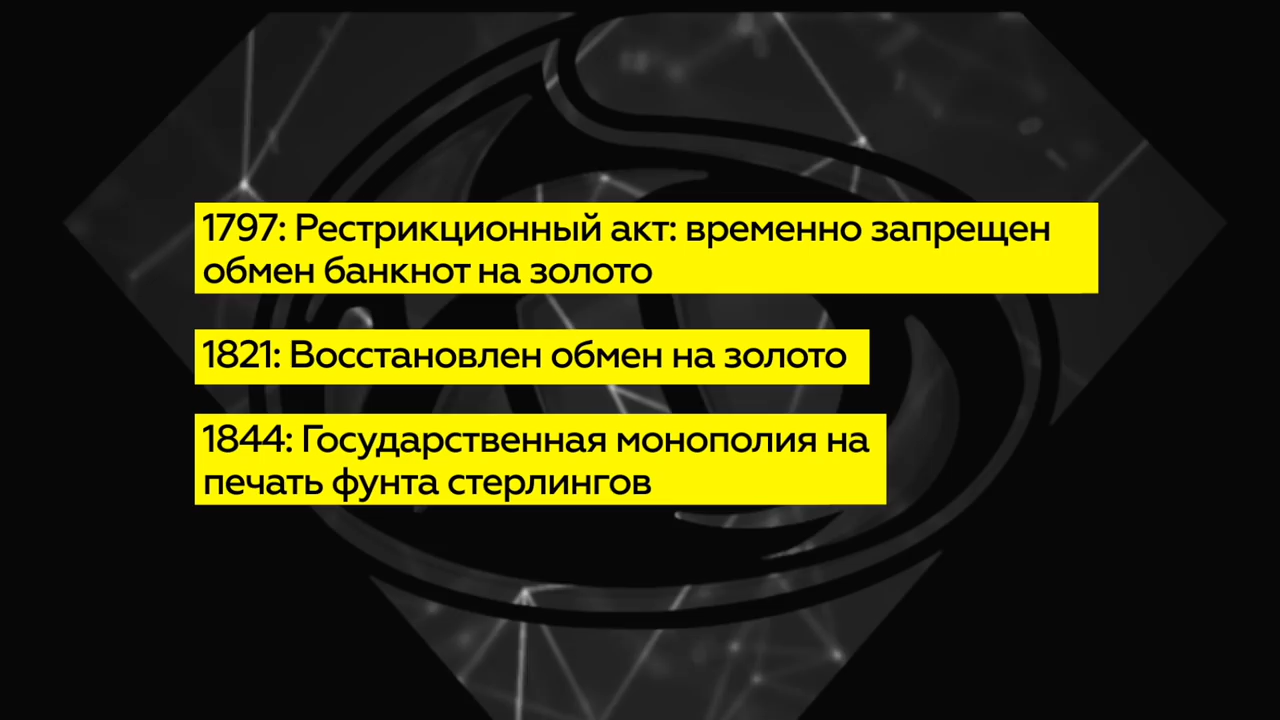 1797: Рестрикционный акт: временно запрещен
обмен банкнот на золото
1821: Восстановлен обмен на золото
1844: Государственная монополия на
печать фунта стерлингов